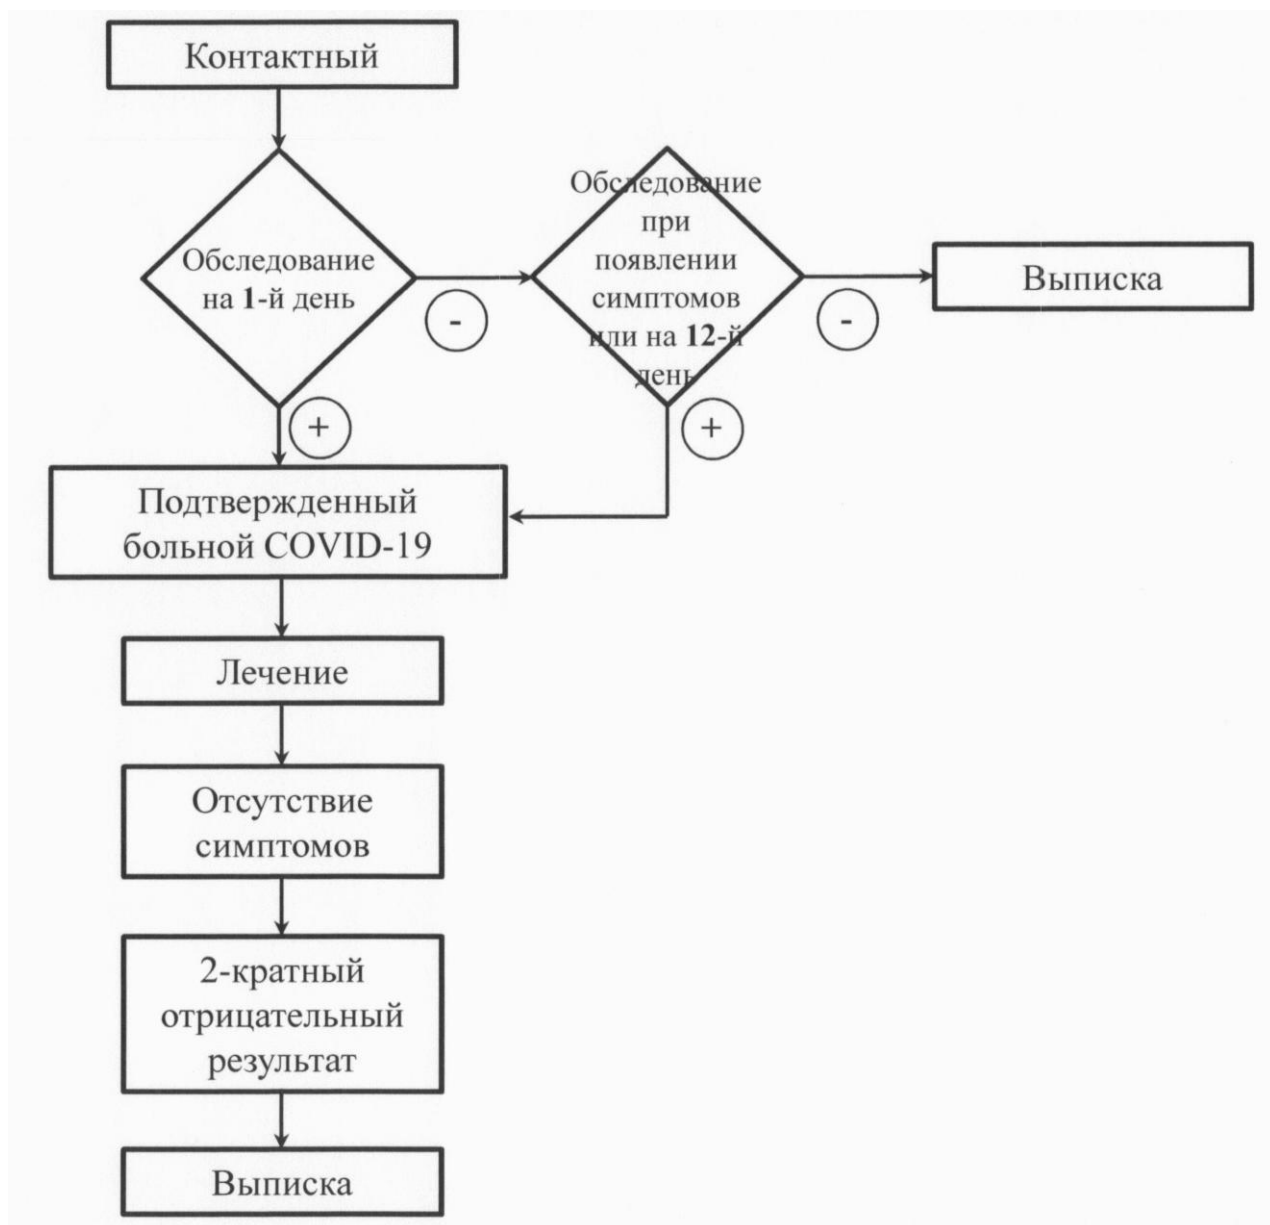 Контактный
Обследование
на 1-й день
-
Обследование
при
появлении
симптомов
или на 12-й
день
-
Выписка
+
+
Подтвержденный
больной COVID-19
Лечение
Отсутствие
симптомов
2-кратный
отрицательный
результат
Выписка